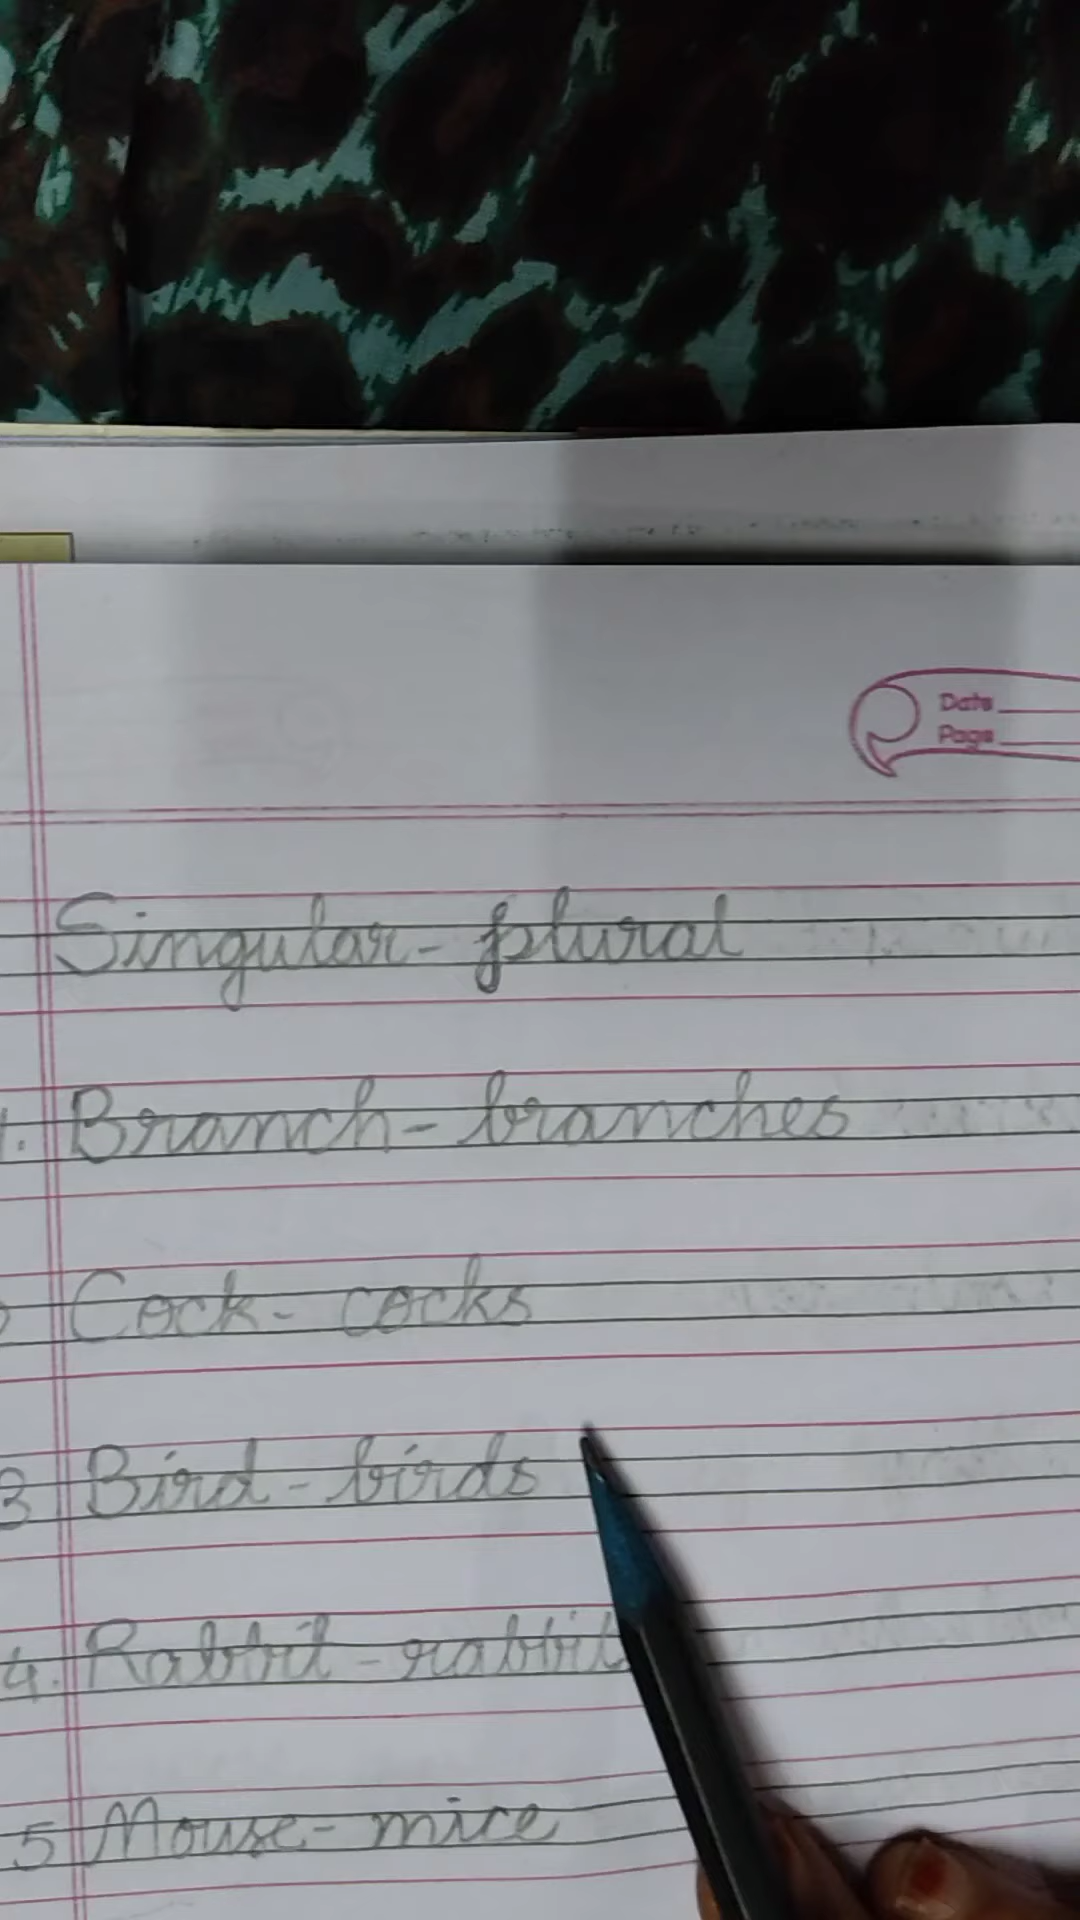 Date
Page
Singular - plural
1. Branch - branches
Cock - cocks
3 Bird - birds
4. Rabbit - rabbit
5 Mouse - mice